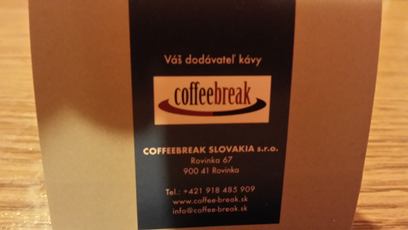 Váš dodávateľ kávy
coffeebreak
COFFEEBREAK SLOVAKIA s.r.o.
Rovinka 67
900 41 Rovinka
Tel.: +421 918 485 909
www.coffee-break.sk
info@coffee-break.sk